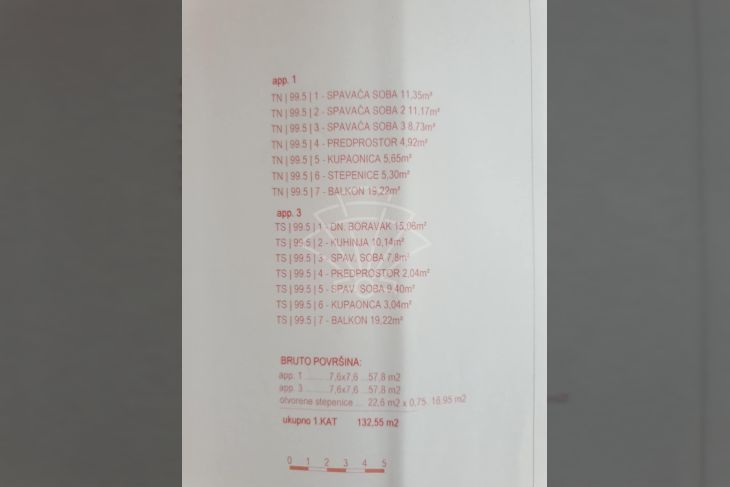 app. 1
TN | 99.5 | 1 - SPAVAĆA SOBA 11,35m²
TN | 99.5 | 2 - SPAVAĆA SOBA 2 11,17m²
TN | 99.5 | 3 - SPAVAĆA SOBA 3 8,73m²
TN | 99.5 | 4 - PREDPROSTOR 4,92m²
TN | 99.5 | 5 - KUPAONICA 5,65m²
TN | 99.5 | 6 - STEPENICE 5,30m²
TN | 99.5 | 7 - BALKON 19,22m²
app. 3
TS | 99.5 | 1 - DN. BORAVAK 15,06m²
TS | 99.5 | 2 - KUHINJA 10,14m²
TS | 99.5 | 3 - SPAV. SOBA 7,8m²
TS | 99.5 | 4 - PREDPROSTOR 2,04m²
TS | 99.5 | 5 - SPAV. SOBA 9,40m²
TS | 99.5 | 6 - KUPAONCA 3,04m²
TS | 99.5 | 7 - BALKON 19,22m²
BRUTO POVRŠINA:
app. 1 ..........7,6x7,6 ...57,8 m2
app. 3 ..........7,6x7,6 ...57,8 m2
otvorene stepenice .... 22,6 m2 x 0,75. 16,95 m2
ukupno 1.KAT 132,55 m2
0 1 2 3 4 5